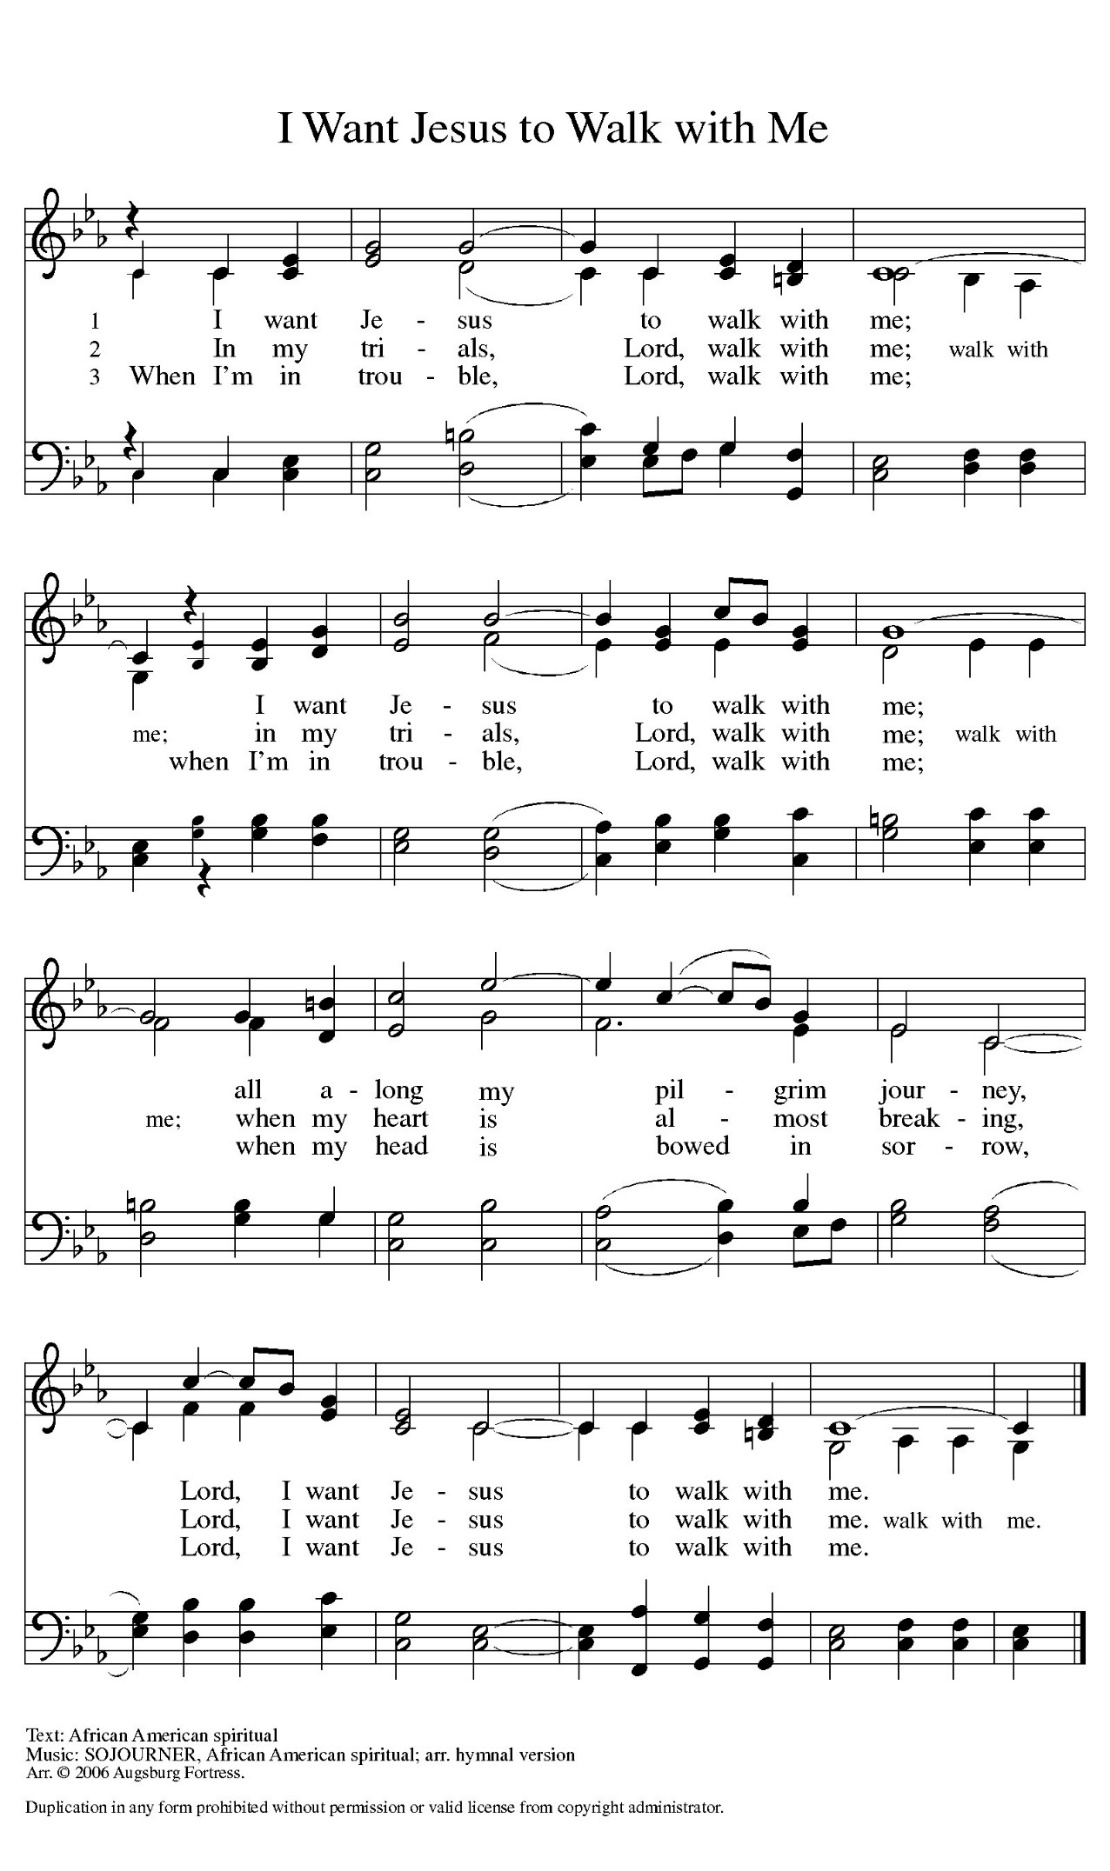 I Want Jesus to Walk with Me
1 I want Je - sus to walk with me;
2 In my tri - als, Lord, walk with me; walk with
3 When I'm in trou - ble, Lord, walk with me;
I want Je - sus to walk with me;
me; in my tri - als, Lord, walk with me; walk with
when I'm in trou - ble, Lord, walk with me;
all a - long my pil - grim jour - ney,
me; when my heart is al - most break - ing,
when my head is bowed in sor - row,
Lord, I want Je - sus to walk with me.
Lord, I want Je - sus to walk with me. walk with me.
Lord, I want Je - sus to walk with me.
Text: African American spiritual
Music: SOJOURNER, African American spiritual; arr. hymnal version
Arr. © 2006 Augsburg Fortress.
Duplication in any form prohibited without permission or valid license from copyright administrator.